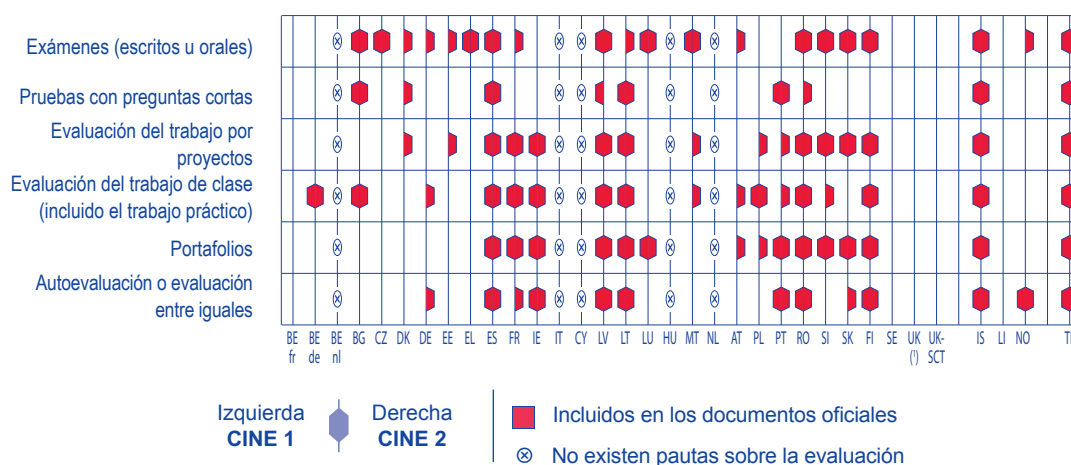 Exámenes (escritos u orales)
Pruebas con preguntas cortas
Evaluación del trabajo por
proyectos
Evaluación del trabajo de clase
(incluido el trabajo práctico)
Portafolios
Autoevaluación o evaluación
entre iguales
BE BE BE BG CZ DK DE EE EL ES FR IE IT CY LV LT LU HU MT NL AT PL PT RO SI SK FI SE UK UK- IS LI NO
fr de nl (¹) SCT
Izquierda Derecha
CINE 1 CINE 2
Incluidos en los documentos oficiales
No existen pautas sobre la evaluación